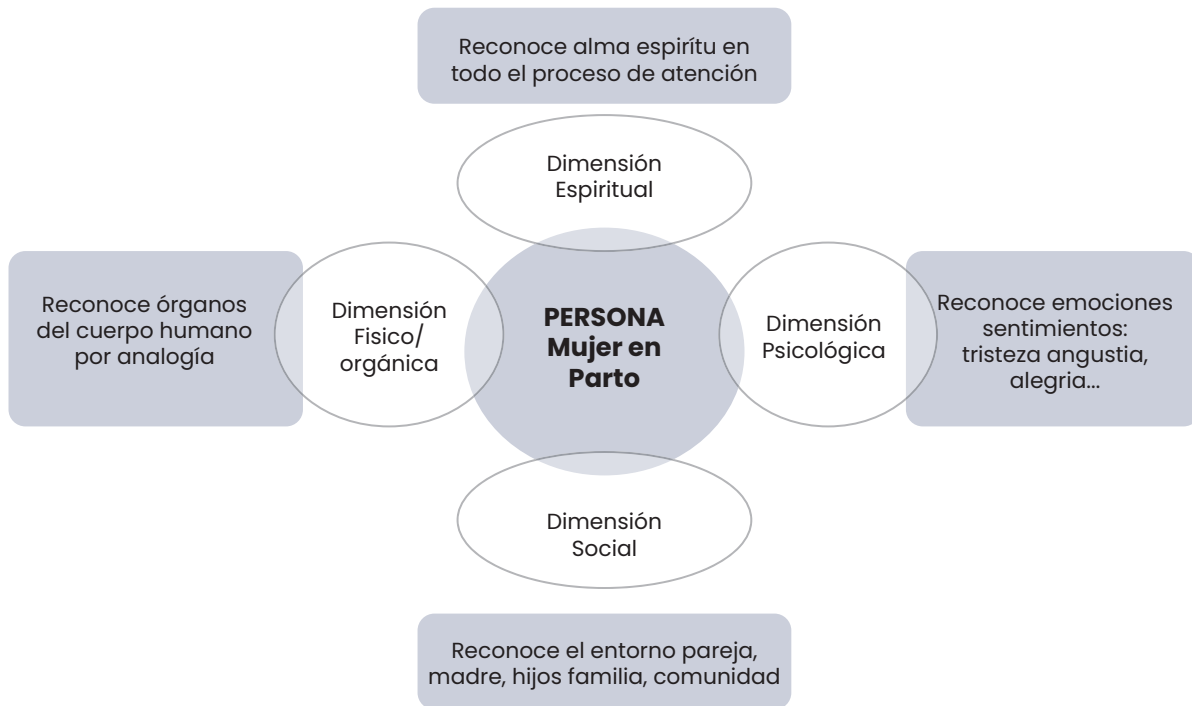 Reconoce alma espirítu en
todo el proceso de atención
Dimensión
Espiritual
Reconoce órganos
del cuerpo humano
por analogía
Dimensión
Fisico/
orgánica
PERSONA
Mujer en
Parto
Dimensión
Psicológica
Reconoce emociones
sentimientos:
tristeza angustia,
alegria...
Dimensión
Social
Reconoce el entorno pareja,
madre, hijos familia, comunidad